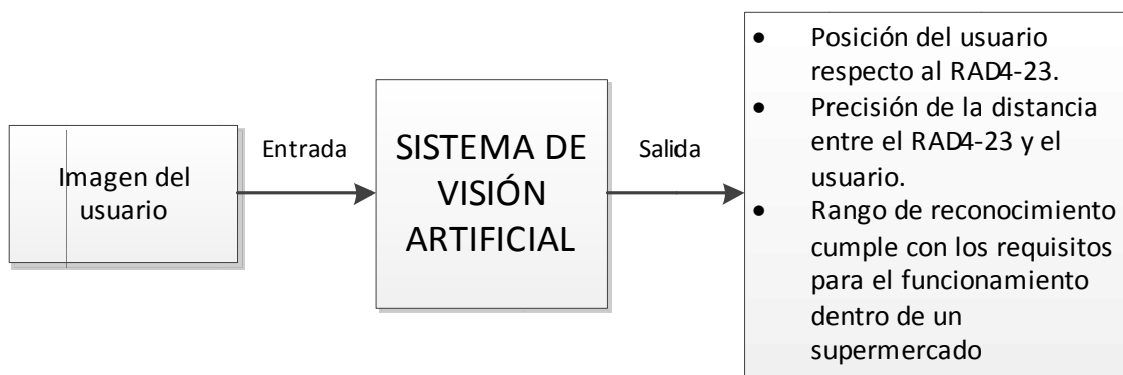 Imagen del
usuario
Entrada
SISTEMA DE
VISIÓN
ARTIFICIAL
Salida
• Posición del usuario
respecto al RAD4-23.
• Precisión de la distancia
entre el RAD4-23 y el
usuario.
• Rango de reconocimiento
cumple con los requisitos
para el funcionamiento
dentro de un
supermercado